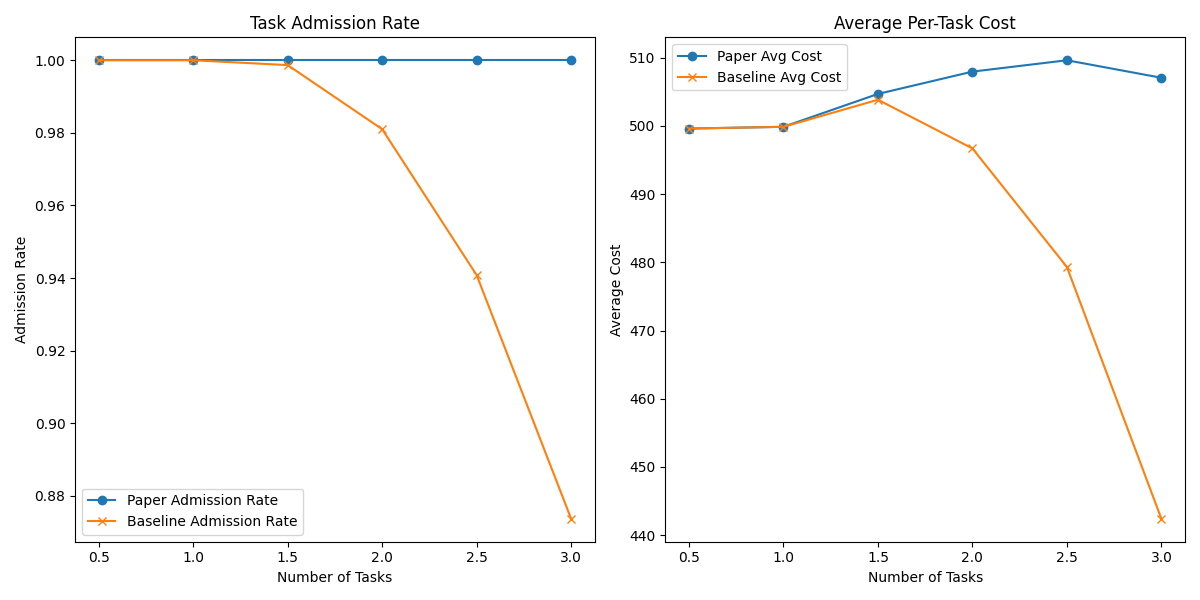 Task Admission Rate
Admission Rate
1.00
0.98
0.96
0.94
0.92
0.90
0.88
Paper Admission Rate
Baseline Admission Rate
0.5 1.0 1.5 2.0 2.5 3.0
Number of Tasks
Average Per-Task Cost
Paper Avg Cost
Baseline Avg Cost
Average Cost
510
500
490
480
470
460
450
440
0.5 1.0 1.5 2.0 2.5 3.0
Number of Tasks